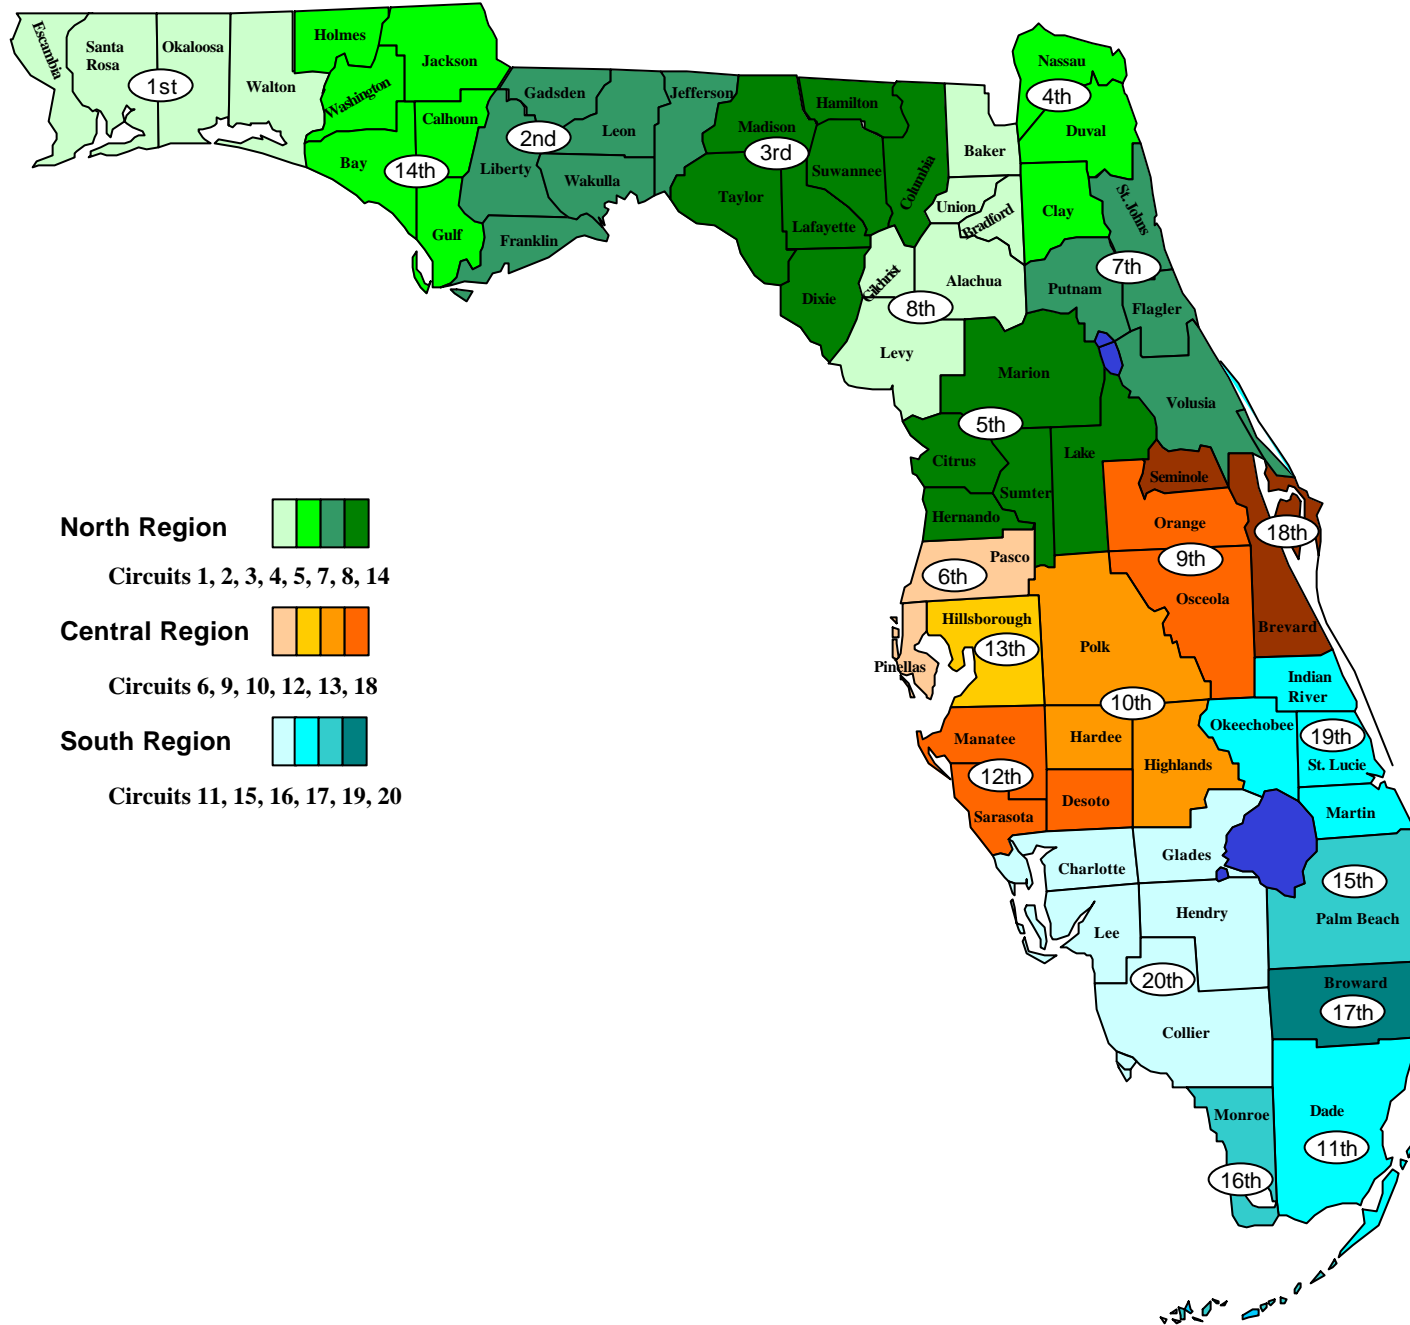 Escambia
Santa
Rosa
Okaloosa
1st
Walton
Holmes
Washington
Jackson
Calhoun
Bay
14th
Gulf
Gadsden
2nd
Leon
Jefferson
Liberty
Wakulla
Franklin
Madison
3rd
Hamilton
Suwannee
Columbia
Taylor
Lafayette
Dixie
Baker
Union
Bradford
Gilchrist
Alachua
8th
Levy
Nassau
4th
Duval
Clay
St. Johns
7th
Putnam
Flagler
Volusia
Marion
5th
Citrus
Lake
Sumter
Hernando
Seminole
Orange
18th
9th
Osceola
Brevard
Pasco
6th
Hillsborough
13th
Pinellas
Polk
10th
Hardee
Highlands
Manatee
12th
Desoto
Sarasota
Indian
River
Okeechobee
19th
St. Lucie
Martin
Charlotte
Glades
15th
Palm Beach
Hendry
Lee
20th
Collier
Broward
17th
Monroe
16th
Dade
11th
North Region
Circuits 1, 2, 3, 4, 5, 7, 8, 14
Central Region
Circuits 6, 9, 10, 12, 13, 18
South Region
Circuits 11, 15, 16, 17, 19, 20